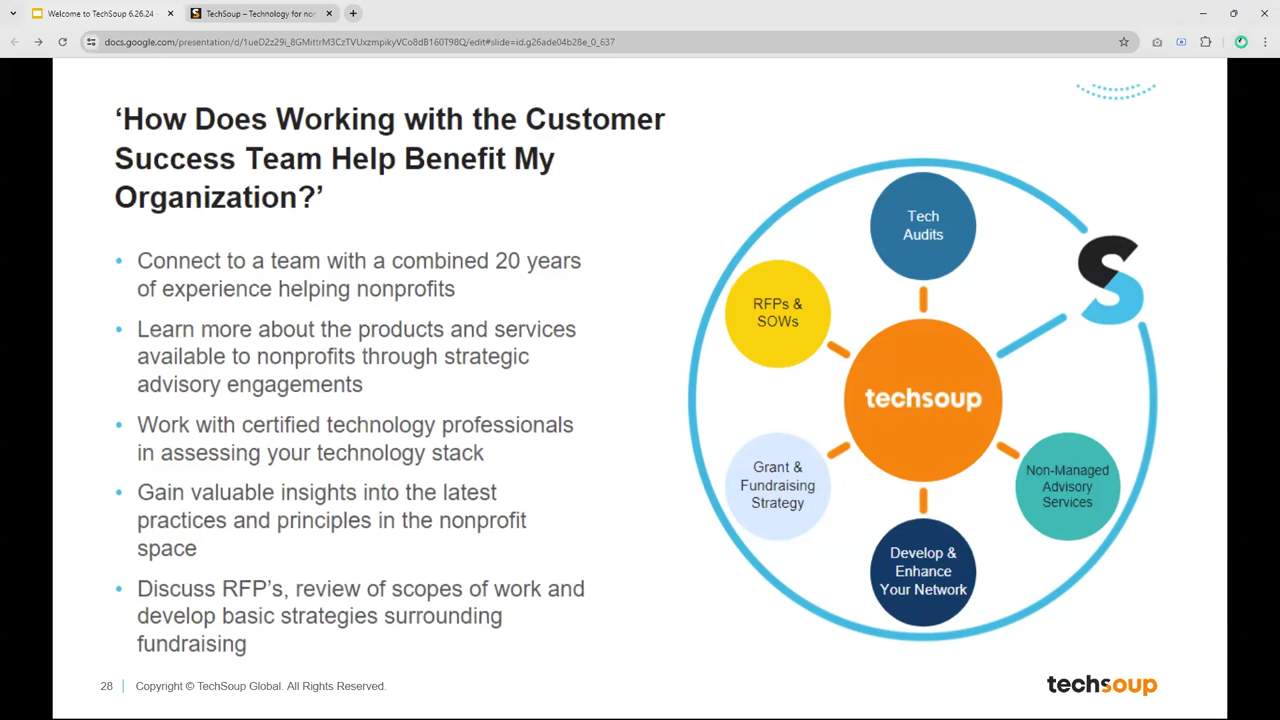 Welcome to TechSoup 6.26.24 -
TechSoup – Technology for non
docs.google.com/presentation/d/1ueD2z29i_8GMittrM3CzTVUxzmpikyVCo8dB160T98Q/edit#slide=id.g26ade04b28e_0_637
‘How Does Working with the Customer
Success Team Help Benefit My
Organization?’
• Connect to a team with a combined 20 years
of experience helping nonprofits
• Learn more about the products and services
available to nonprofits through strategic
advisory engagements
• Work with certified technology professionals
in assessing your technology stack
• Gain valuable insights into the latest
practices and principles in the nonprofit
space
• Discuss RFP’s, review of scopes of work and
develop basic strategies surrounding
fundraising
Tech
Audits
RFPs &
SOWs
S
techsoup
Grant &
Fundraising
Strategy
Non-Managed
Advisory
Services
Develop &
Enhance
Your Network
28 Copyright © TechSoup Global. All Rights Reserved.
techsoup